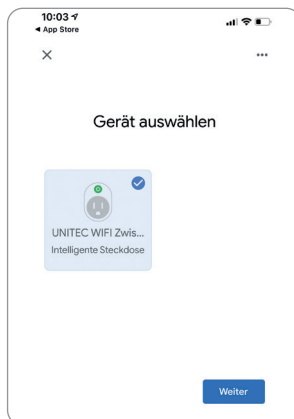 10:03
◀ App Store
Gerät auswählen
UNITEC WIFI Zwis...
Intelligente Steckdose
Weiter